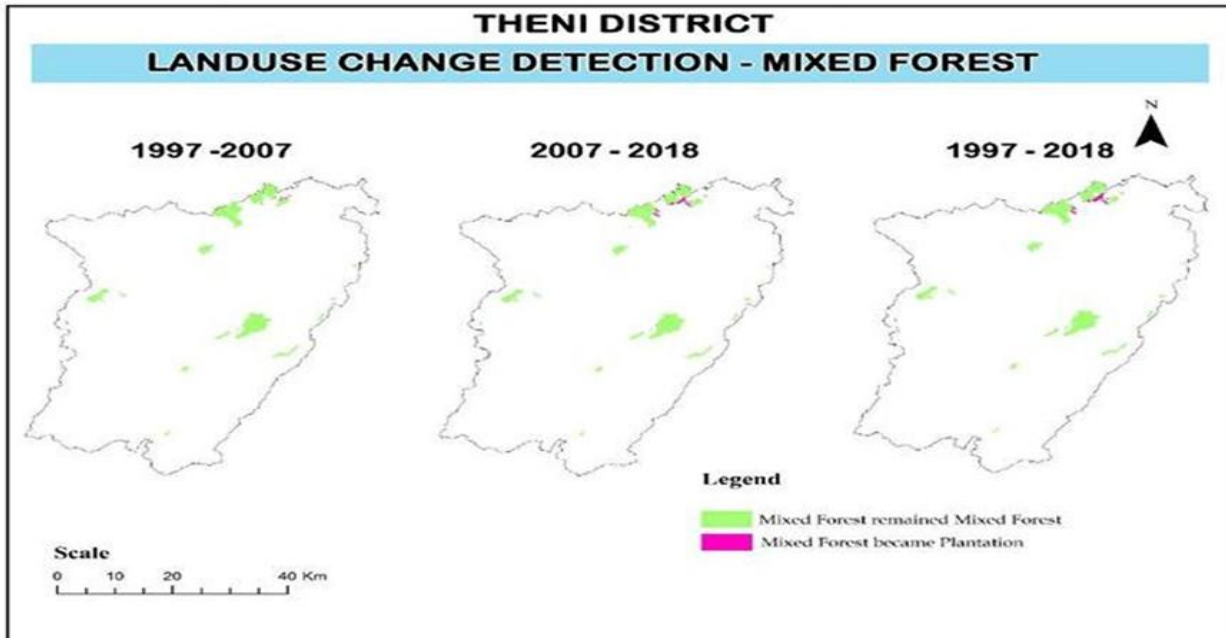 THENI DISTRICT
LANDUSE CHANGE DETECTION - MIXED FOREST
N
1997 -2007
2007 - 2018
1997 - 2018
Legend
Mixed Forest remained Mixed Forest
Mixed Forest became Plantation
Scale
0 10 20 40 Km